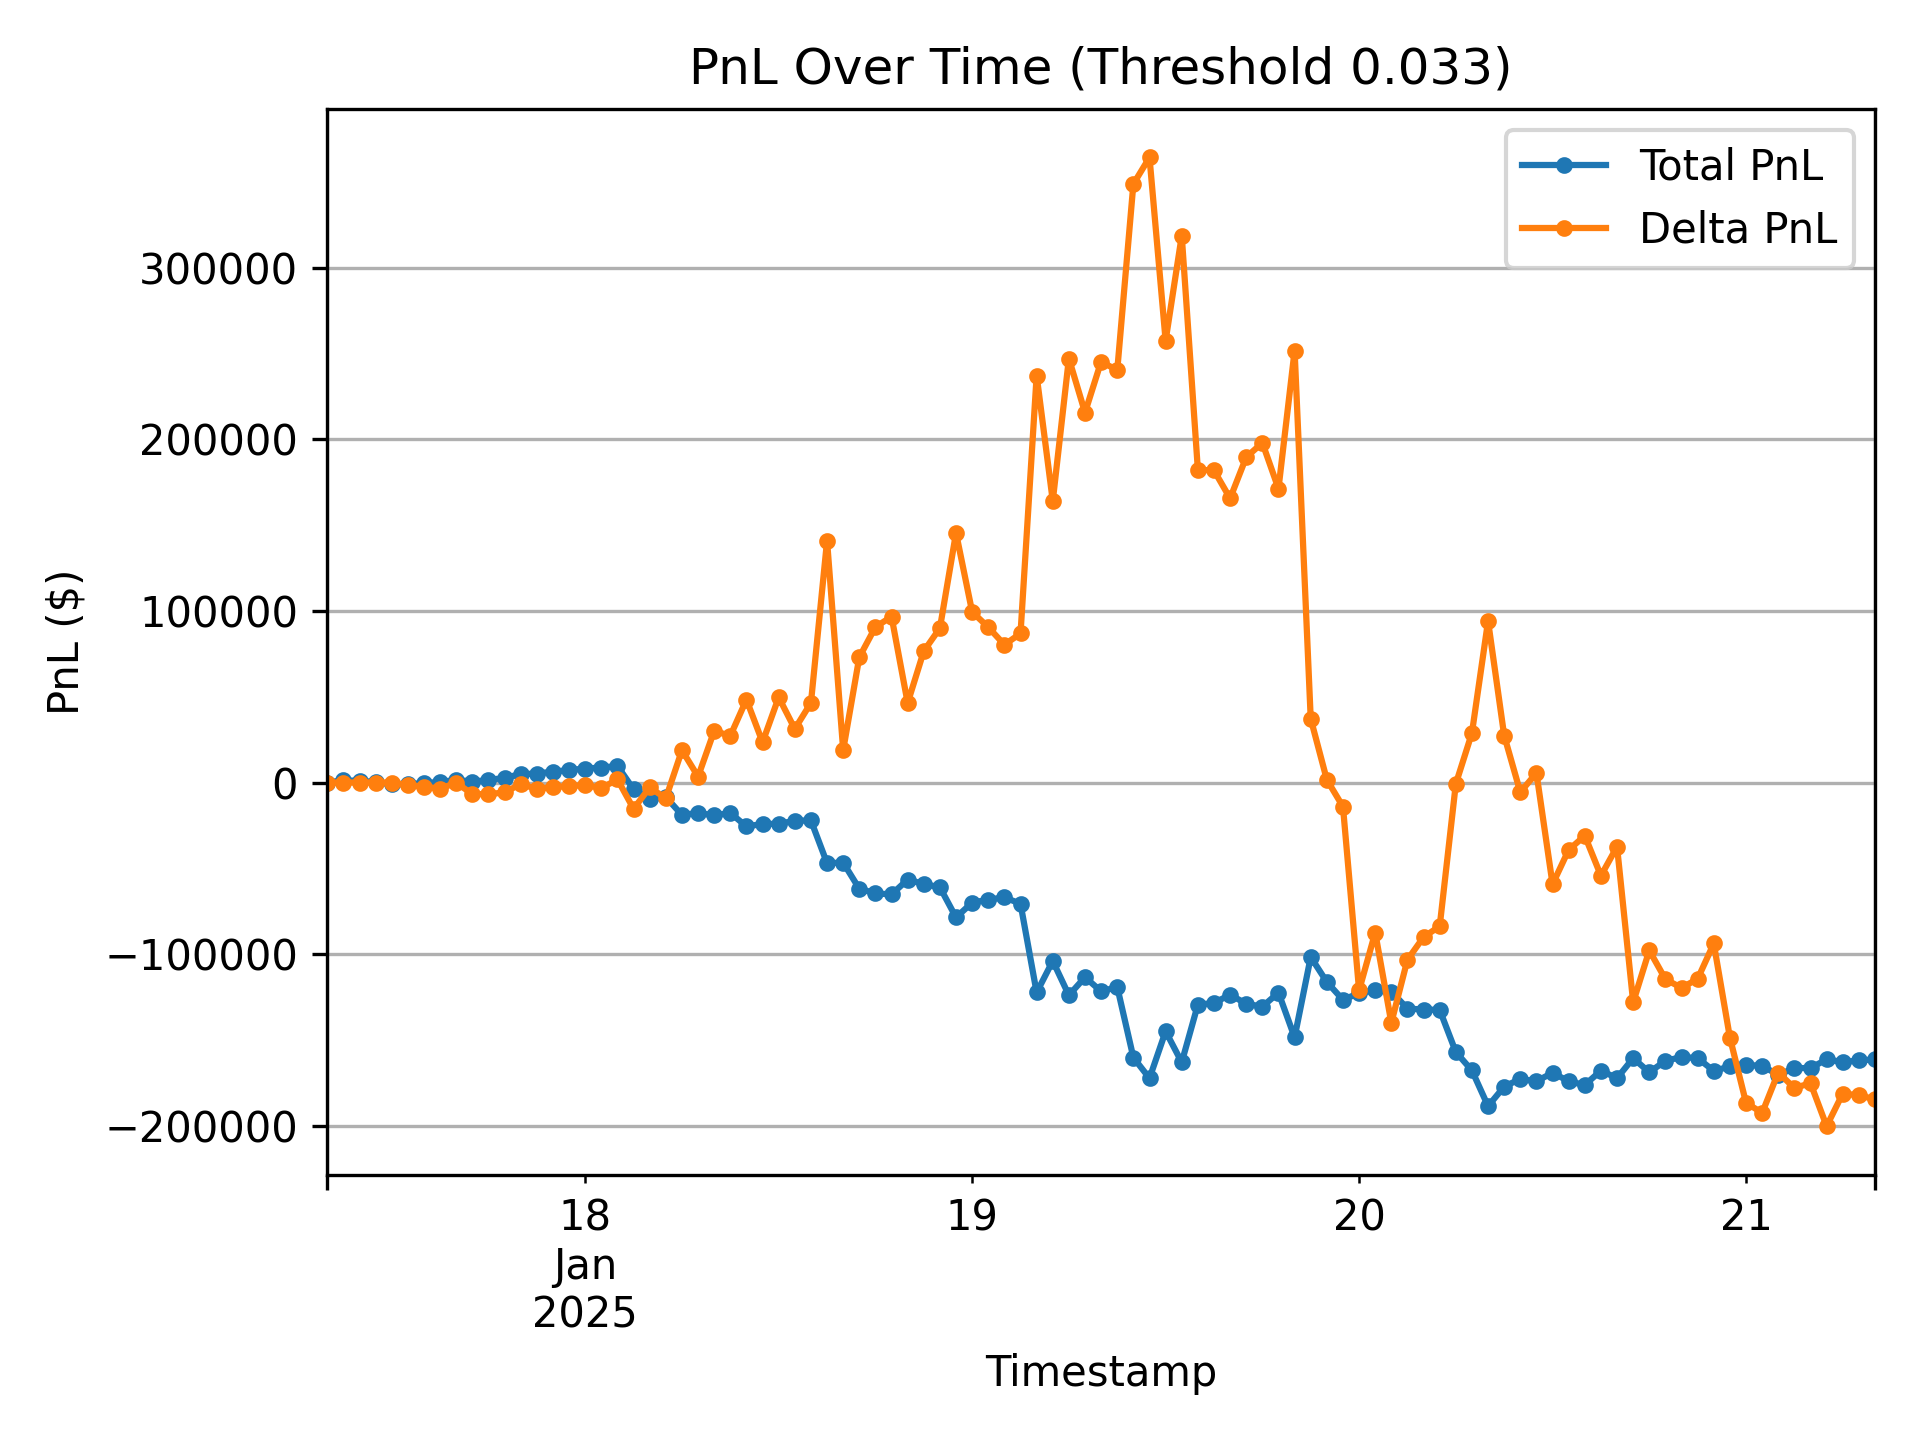 PnL Over Time (Threshold 0.033)
Total PnL
Delta PnL
300000
200000
100000
0
−100000
−200000
PnL ($)
18
Jan
2025
19
20
21
Timestamp